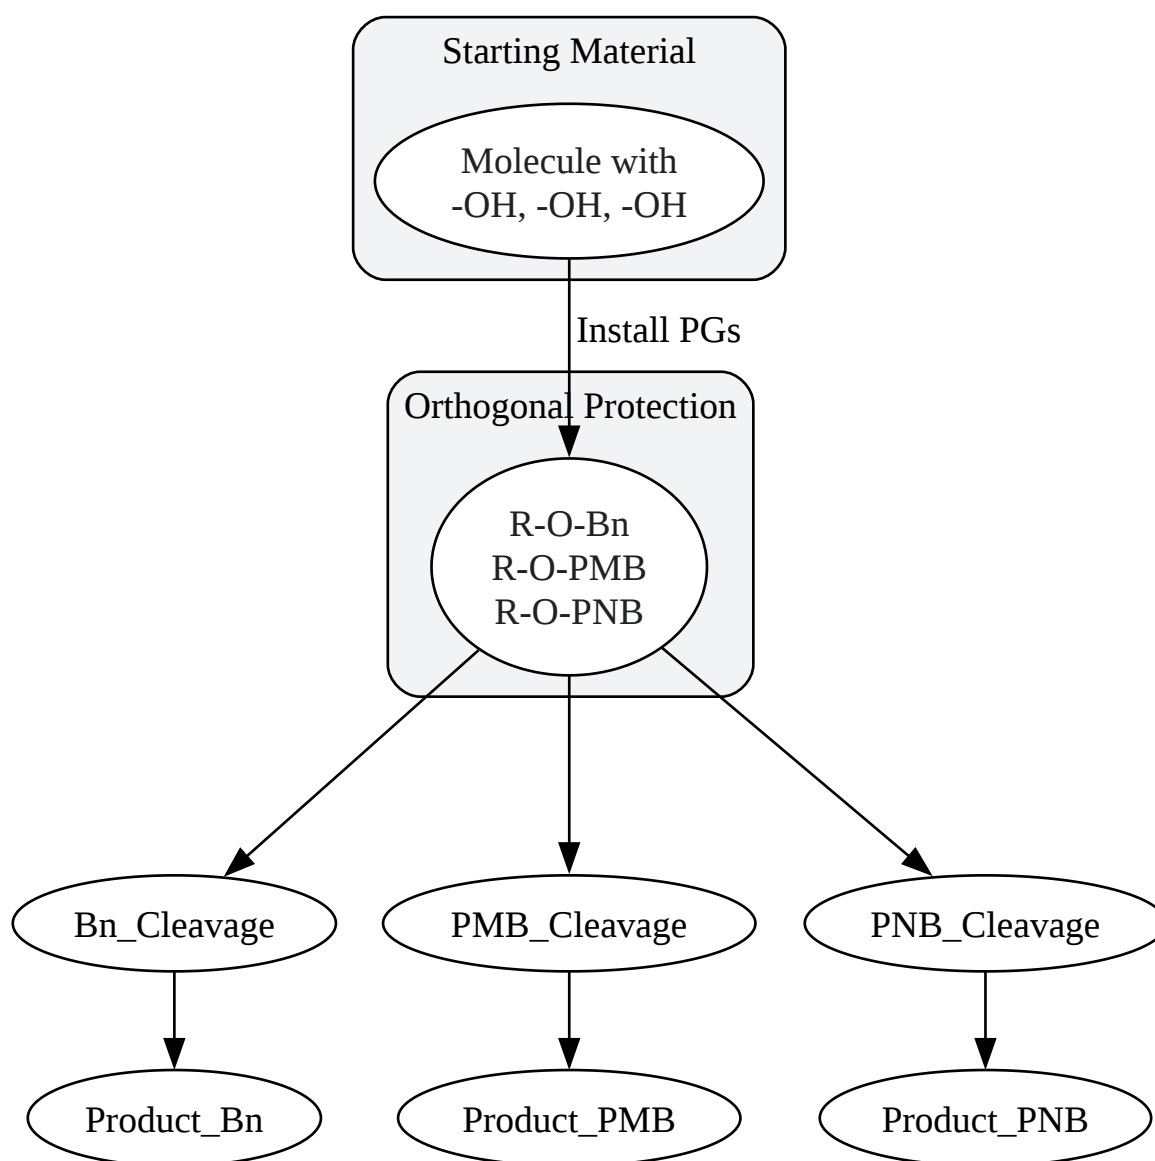 Starting Material
Molecule with
-OH, -OH, -OH
Install PGs
Orthogonal Protection
R-O-Bn
R-O-PMB
R-O-PNB
Bn_Cleavage
PMB_Cleavage
PNB_Cleavage
Product_Bn
Product_PMB
Product_PNB